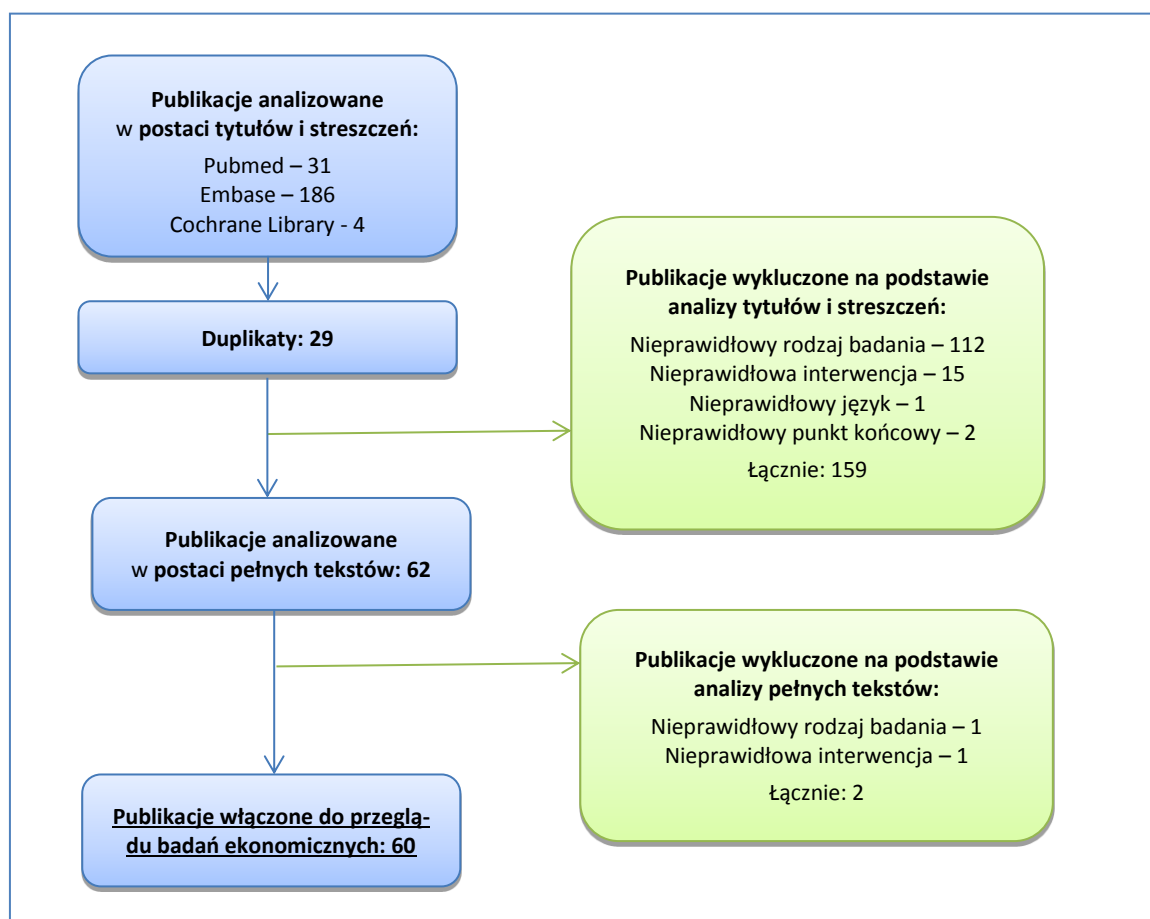 Publikacje analizowane
w postaci tytułów i streszczeń:
Pubmed – 31
Embase – 186
Cochrane Library - 4
Duplikaty: 29
Publikacje wykluczone na podstawie
analizy tytułów i streszczeń:
Nieprawidłowy rodzaj badania – 112
Nieprawidłowa interwencja – 15
Nieprawidłowy język – 1
Nieprawidłowy punkt końcowy – 2
Łącznie: 159
Publikacje analizowane
w postaci pełnych tekstów: 62
Publikacje wykluczone na podstawie
analizy pełnych tekstów:
Nieprawidłowy rodzaj badania – 1
Nieprawidłowa interwencja – 1
Łącznie: 2
Publikacje włączone do przeglą-
du badań ekonomicznych: 60